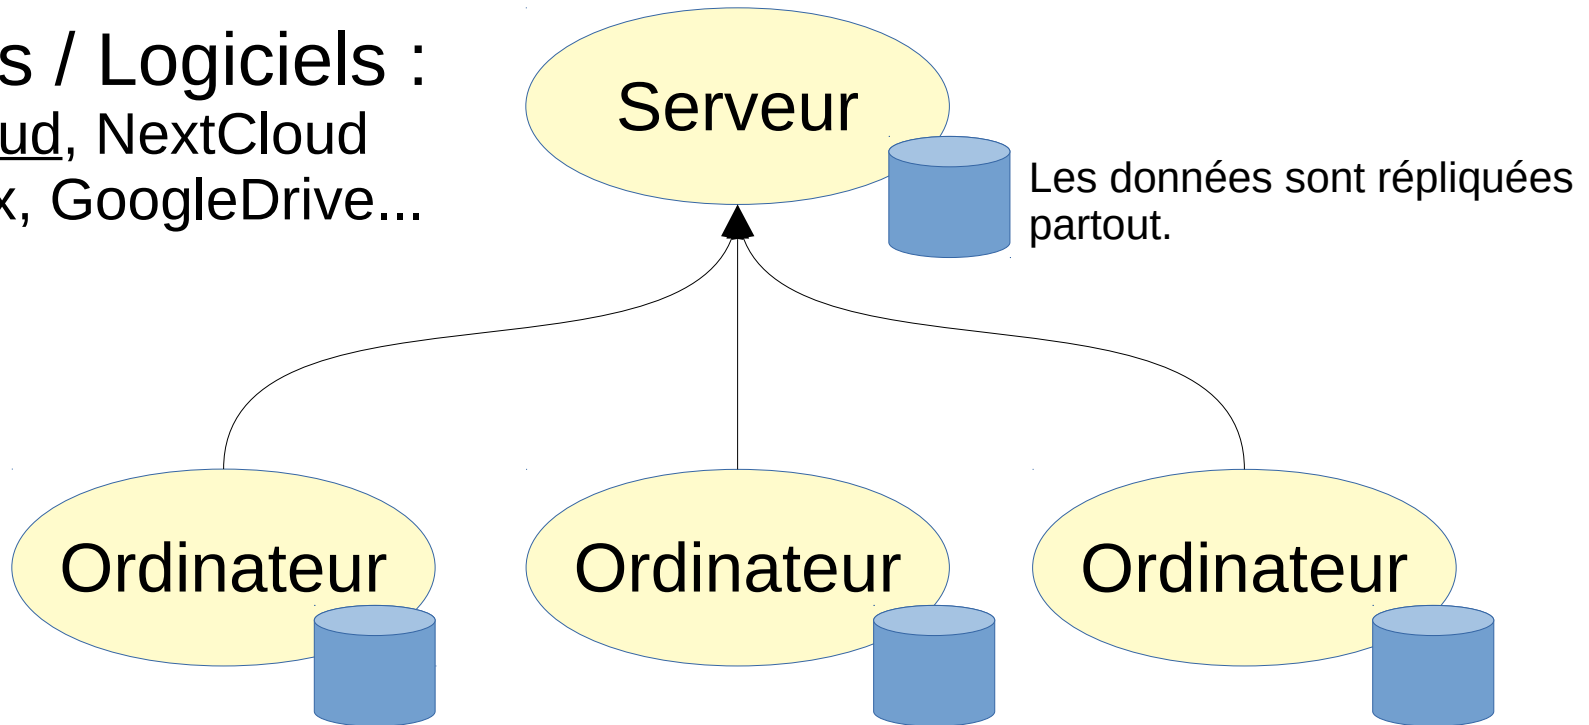 s / Logiciels :
ud, NextCloud
x, GoogleDrive...
Serveur
Les données sont répliquées
partout.
Ordinateur
Ordinateur
Ordinateur